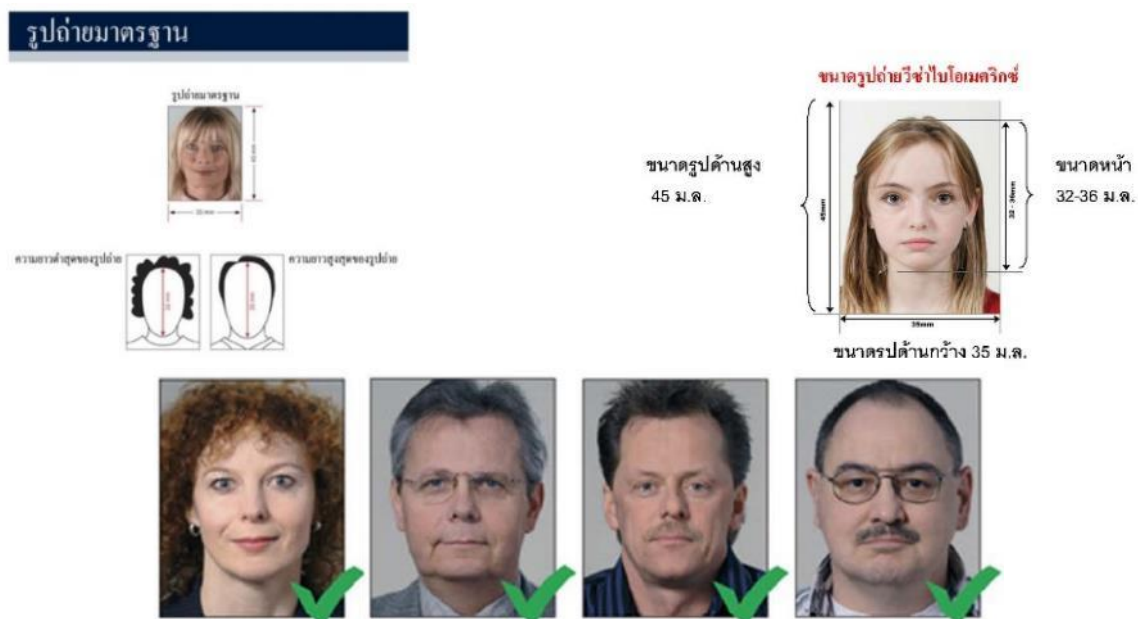 รูปถ่ายมาตรฐาน
รูปถ่ายมาตรฐาน
45 mm
35 mm
ความยาวต่ำสุดของรูปถ่าย
ความยาวสูงสุดของรูปถ่าย
ขนาดรูปถ่ายวีซ่าไบโอเมตริกซ์
ขนาดรูปด้านสูง
45 ม.ล.
45mm
32 - 36mm
ขนาดหน้า
32-36 ม.ล.
35mm
ขนาดรูปด้านกว้าง 35 ม.ล.